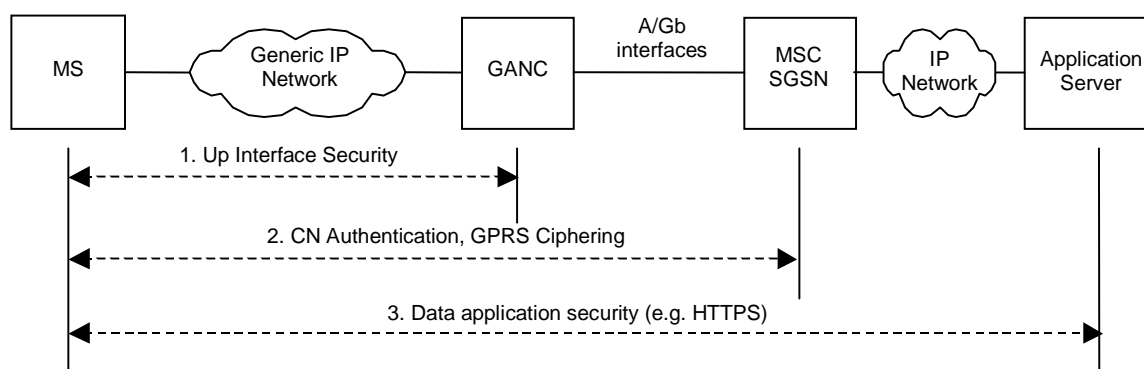 MS
Generic IP
Network
GANC
A/Gb
interfaces
MSC
SGSN
IP
Network
Application
Server
1. Up Interface Security
2. CN Authentication, GPRS Ciphering
3. Data application security (e.g. HTTPS)